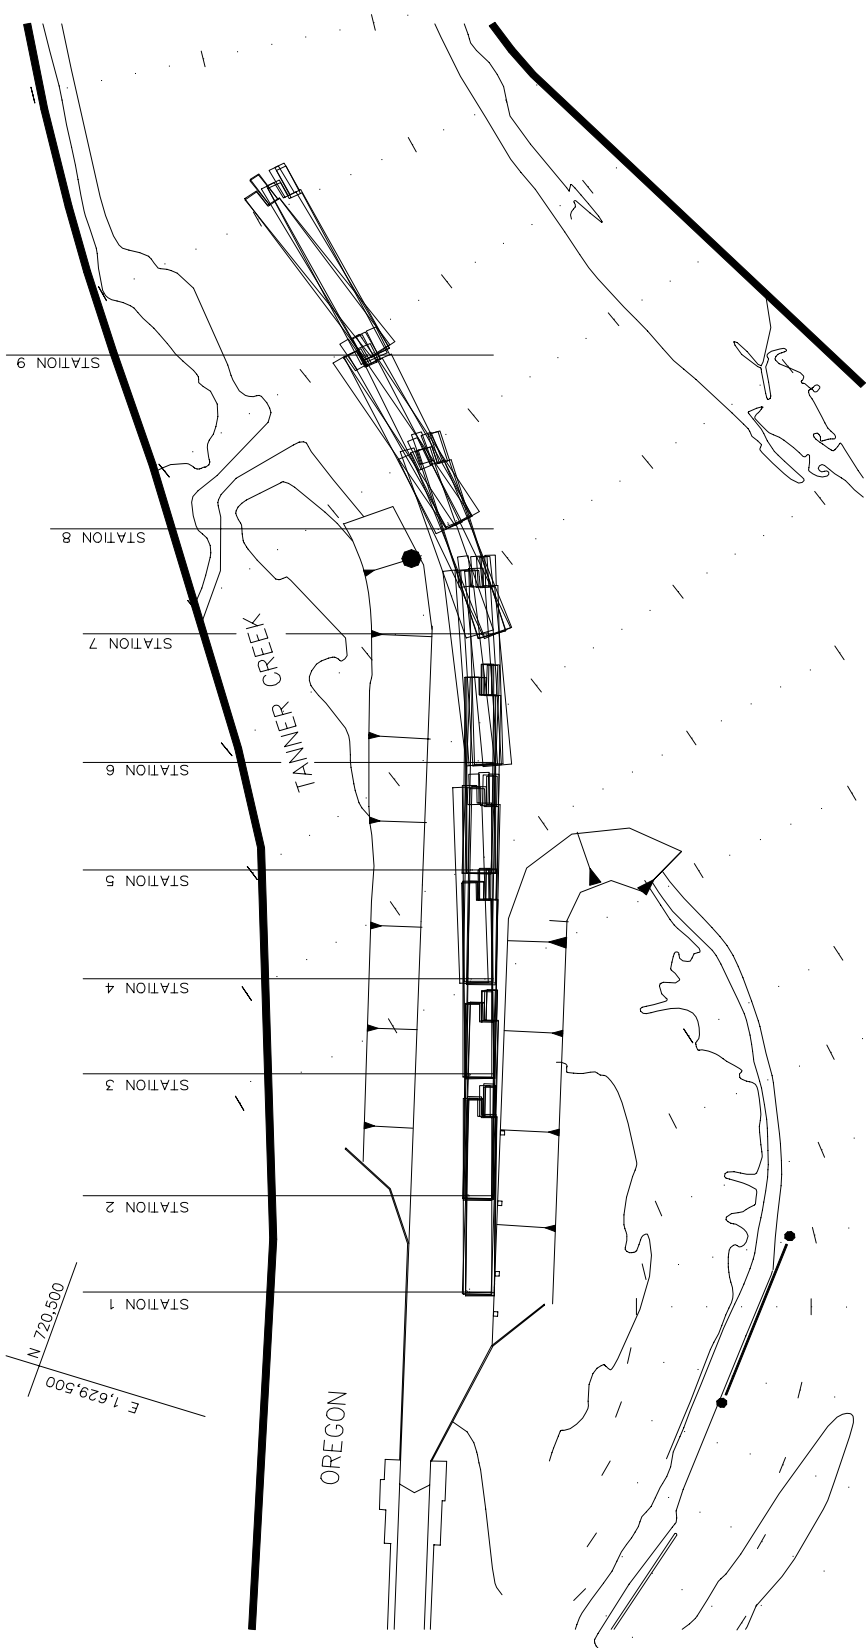 STATION 9
STATION 8
STATION 7
TANNER CREEK
STATION 6
STATION 5
STATION 4
STATION 3
STATION 2
STATION 1
N 720,500
E 1,629,500
OREGON